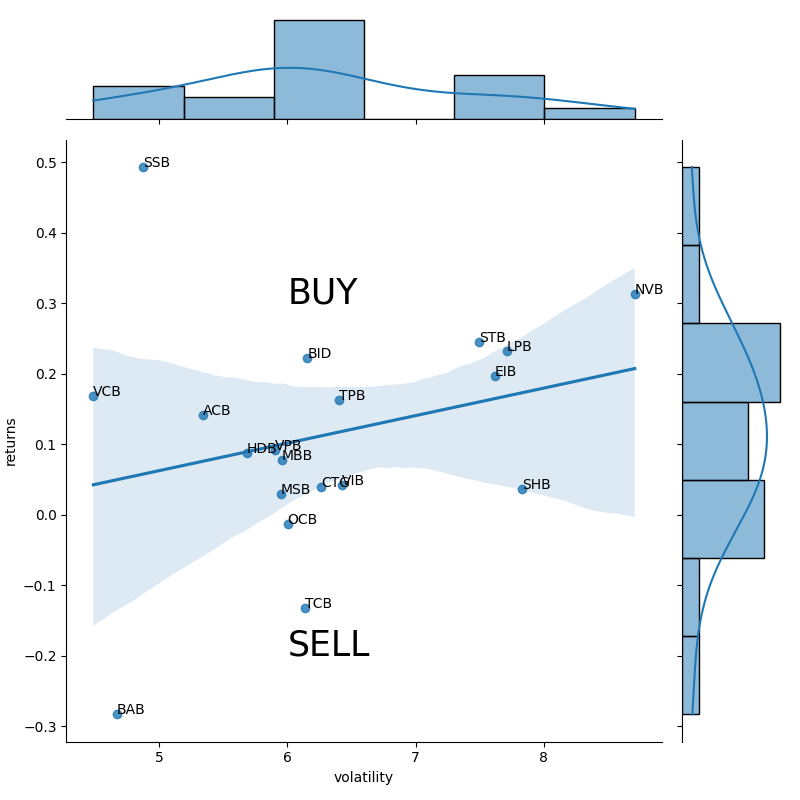 0.5
SSB
0.4
BUY
0.3
NVB
STB
LPB
BID
EIB
0.2
VCB
TPB
ACB
0.1
HDB
VPB
MBB
CTG
VIB
MSB
SHB
0.0
OCB
−0.1
TCB
SELL
−0.2
BAB
−0.3
returns
5 6 7 8
volatility